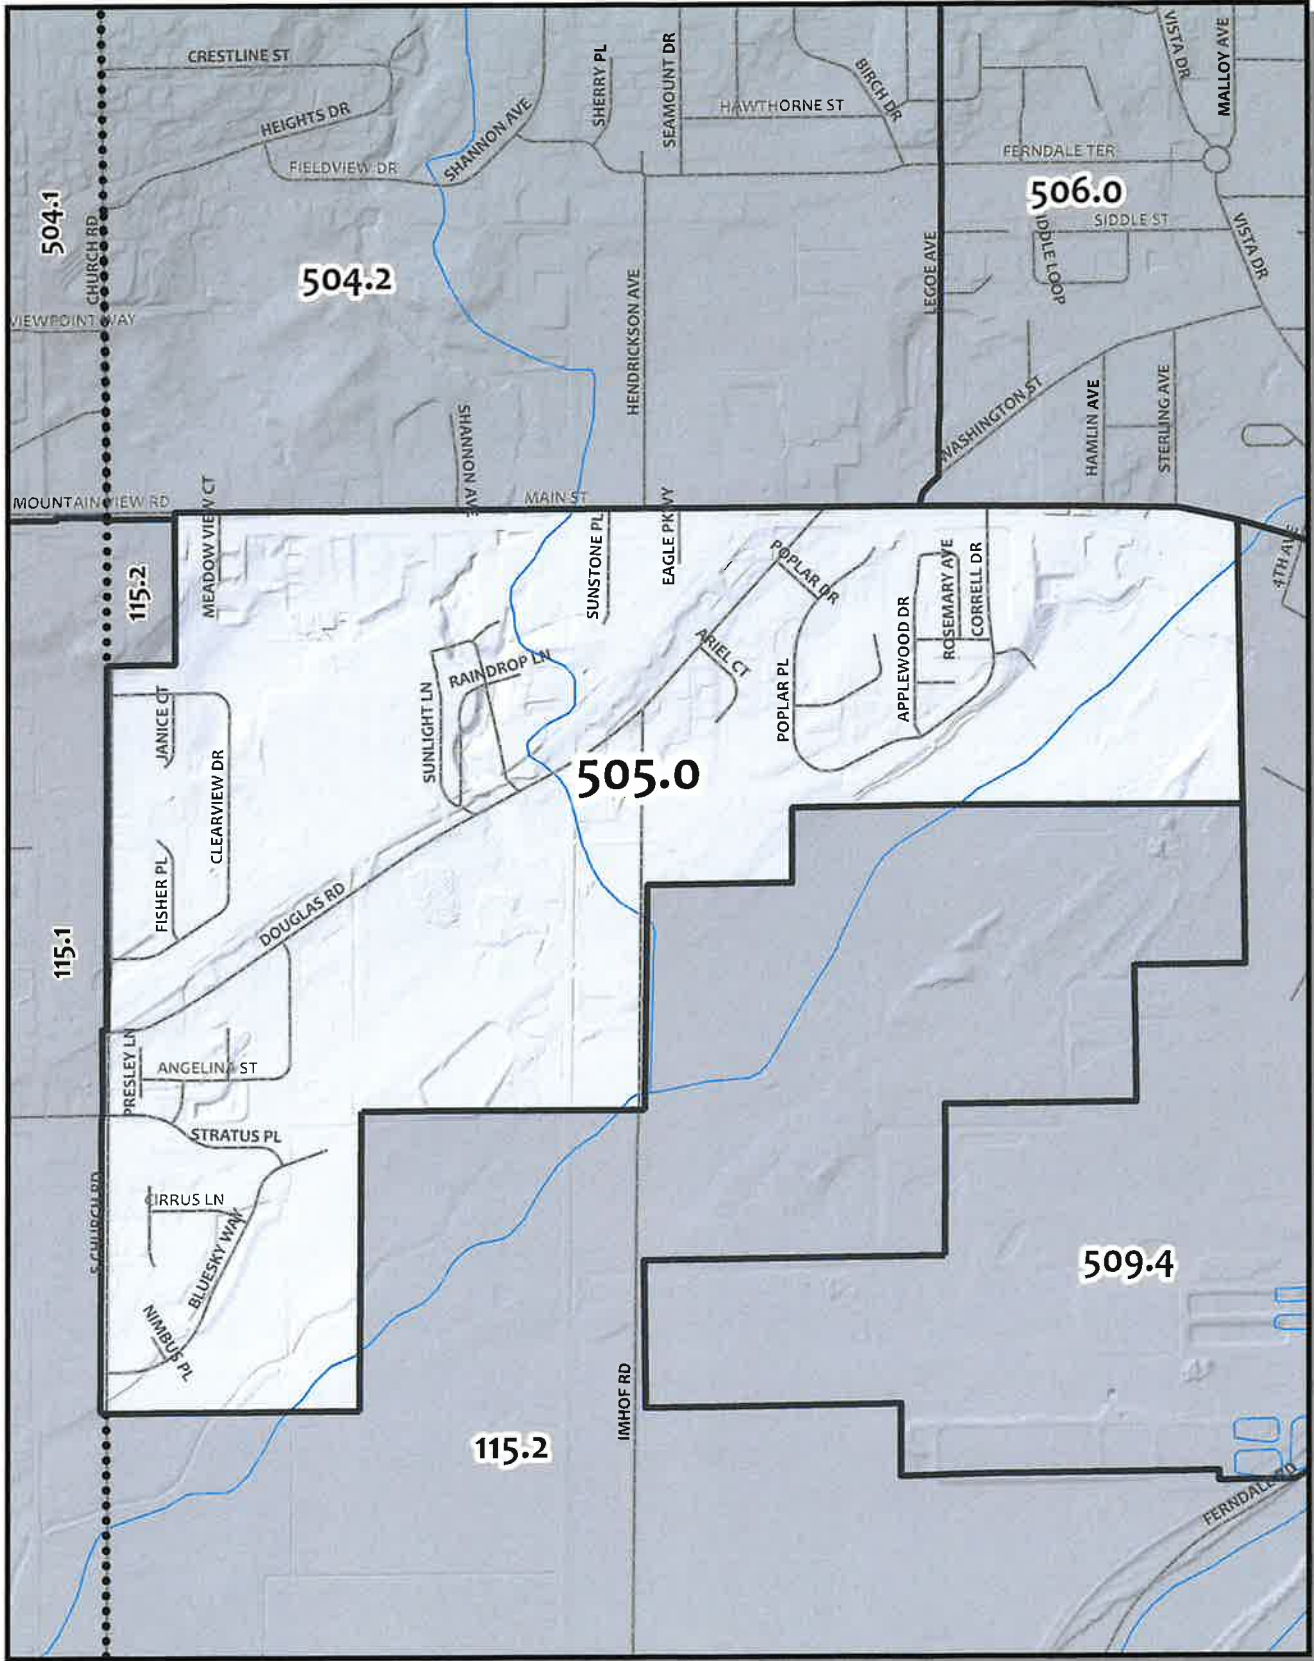 CRESTLINE ST
HEIGHTS DR
FIELDVIEW DR
SHANNON AVE
SHERRY PL
SEAMOUNT DR
HAWTHORNE ST
BIRCH DR
VISTA DR
MALLOY AVE
FERNDALE TER
506.0
SIDDLE ST
IDDLE LOOP
VISTA DR
504.1
CHURCH RD
504.2
VIEWPOINT WAY
HENDRICKSON AVE
LEGOE AVE
WASHINGTON ST
HAMLIN AVE
STERLING AVE
SHANNON AVE
MOUNTAIN VIEW RD
MAIN ST
115.2
MEADOW VIEW CT
SUNSTONE PL
EAGLE PKWY
POPLAR DR
ROSEMARY AVE
CORRELL DR
APPLEWOOD DR
4TH AVE
ARIEL CT
POPLAR PL
RAINDROP LN
SUNLIGHT LN
JANICE CT
CLEARVIEW DR
505.0
FISHER PL
DOUGLAS RD
115.1
PRESLEY LN
ANGELINA ST
STRATUS PL
CIRRUS LN
S CHURCH RD
BLUESKY WAY
NIMBUS PL
509.4
IMHOF RD
115.2
FERNDALE RD